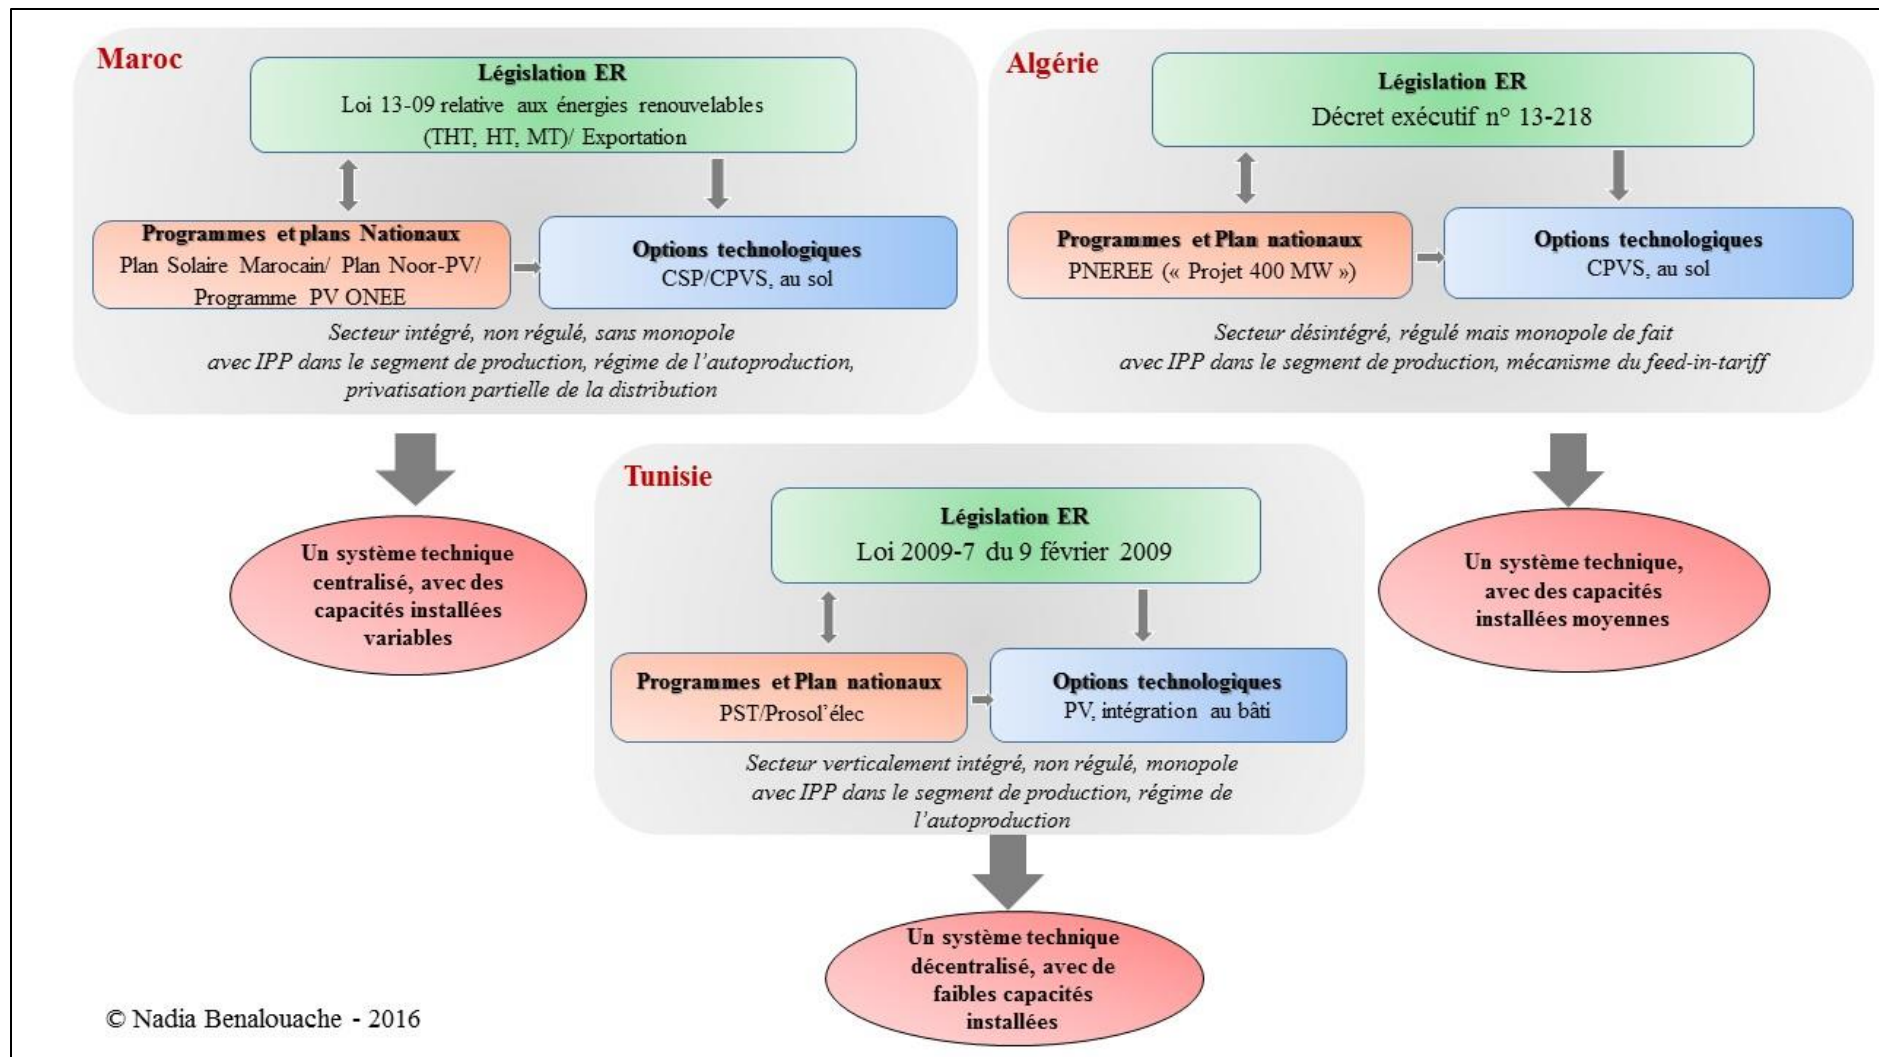 Maroc
Législation ER
Loi 13-09 relative aux énergies renouvelables
(THT, HT, MT)/ Exportation
Programmes et plans Nationaux
Plan Solaire Marocain/ Plan Noor-PV/
Programme PV ONEE
Options technologiques
CSP/CPVS, au sol
Secteur intégré, non régulé, sans monopole
avec IPP dans le segment de production, régime de l'autoproduction,
privatisation partielle de la distribution
Un système technique
centralisé, avec des
capacités installées
variables
Algérie
Législation ER
Décret exécutif n° 13-218
Programmes et Plan nationaux
PNEREE (« Projet 400 MW »)
Options technologiques
CPVS, au sol
Secteur désintégré, régulé mais monopole de fait
avec IPP dans le segment de production, mécanisme du feed-in-tariff
Un système technique,
avec des capacités
installées moyennes
Tunisie
Législation ER
Loi 2009-7 du 9 février 2009
Programmes et Plan nationaux
PST/Prosol'élec
Options technologiques
PV, intégration au bâti
Secteur verticalement intégré, non régulé, monopole
avec IPP dans le segment de production, régime de
l'autoproduction
Un système technique
décentralisé, avec de
faibles capacités
installées
© Nadia Benalouache - 2016